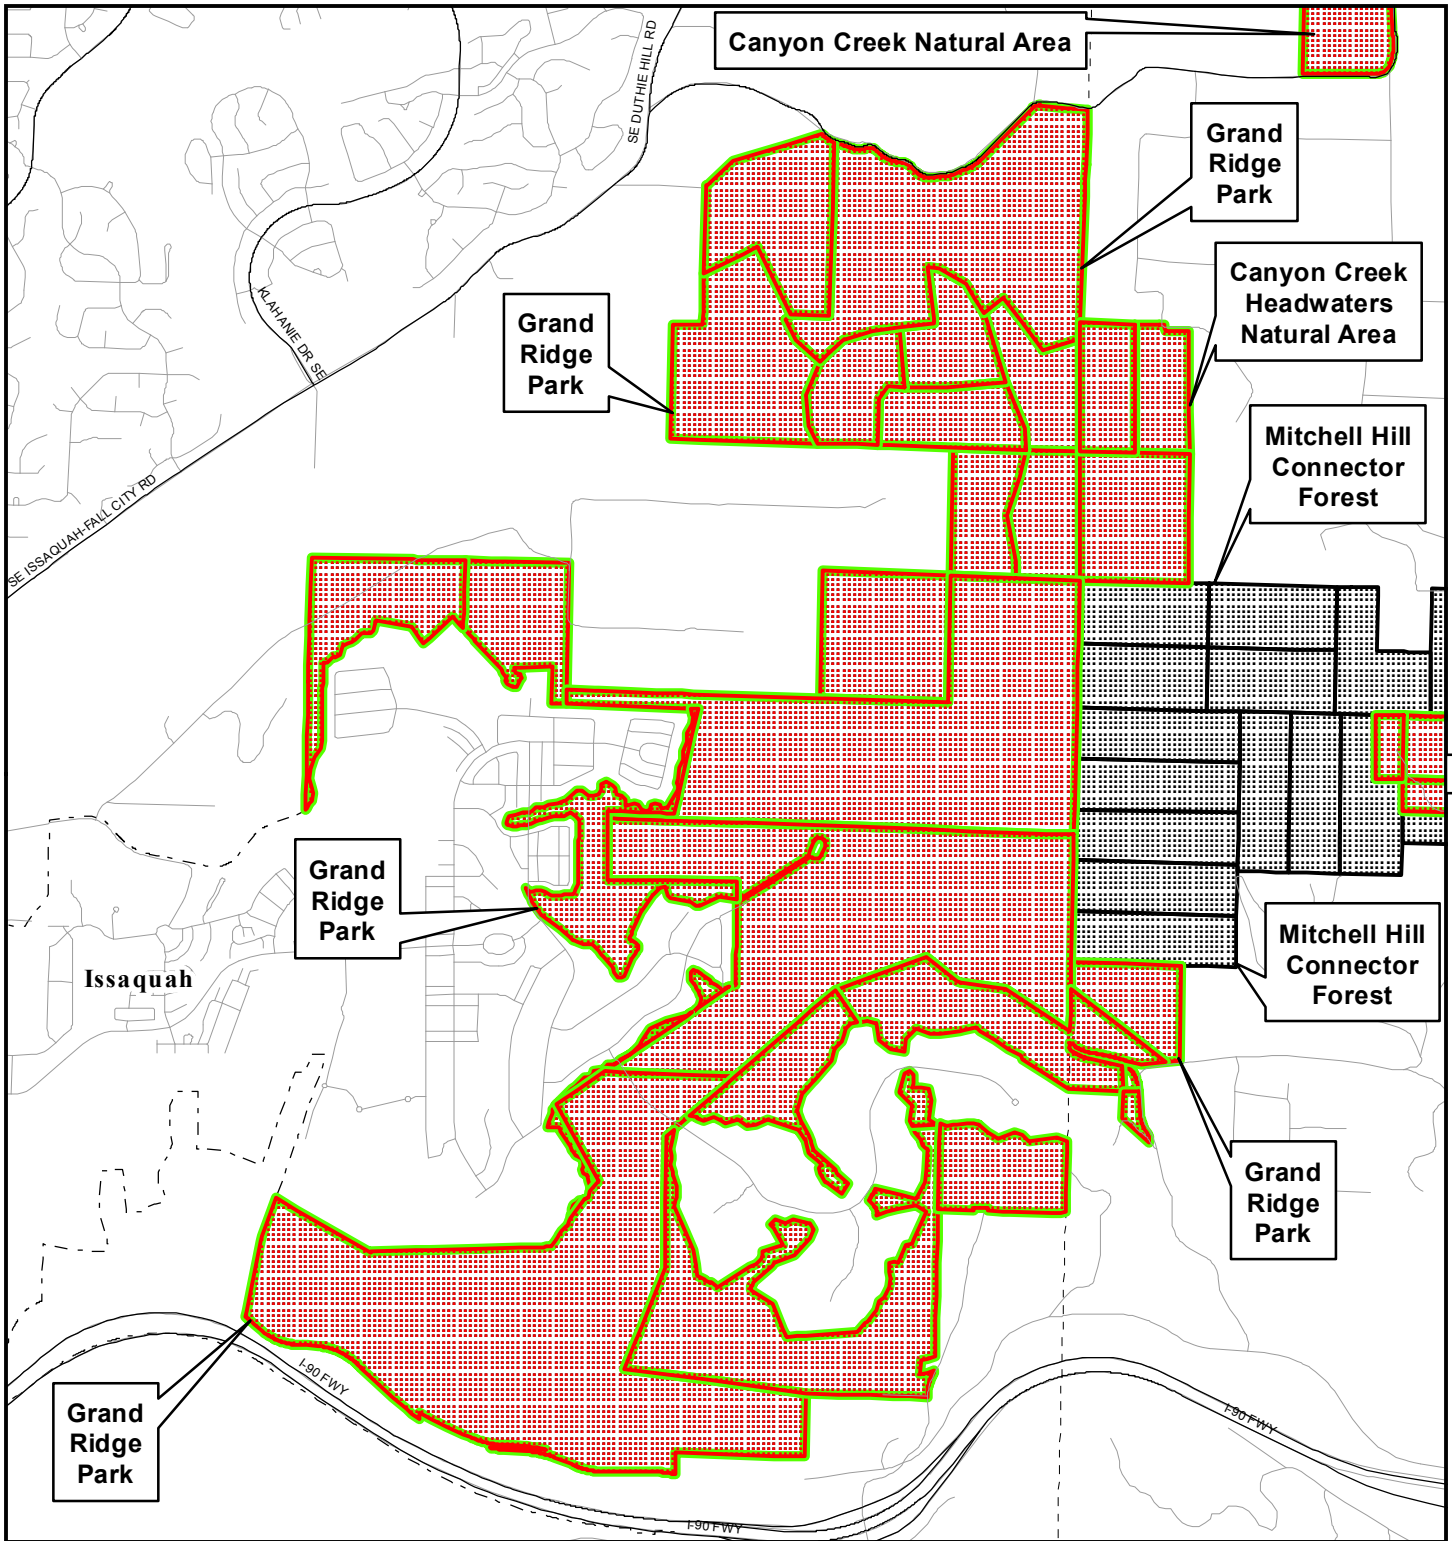 Canyon Creek Natural Area
SE DUTHIE HILL RD
Grand
Ridge
Park
Canyon Creek
Headwaters
Natural Area
KLAHANIE DR SE
Grand
Ridge
Park
Mitchell Hill
Connector
Forest
SE ISSAQUAH-FALL CITY RD
Grand
Ridge
Park
Mitchell Hill
Connector
Forest
Issaquah
Grand
Ridge
Park
I-90 FWY
Grand
Ridge
Park
I-90 FWY
I-90 FWY